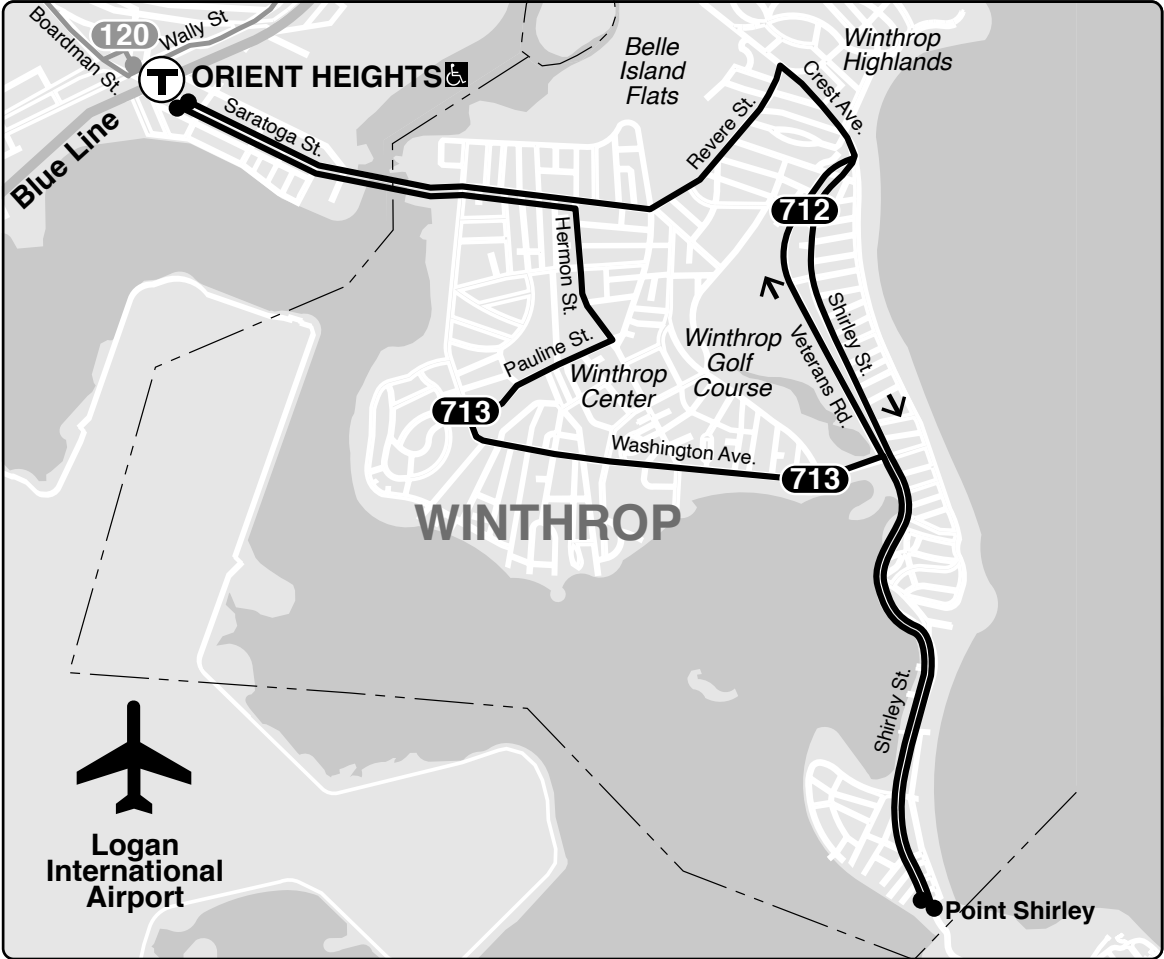 Boardman St.
120
Wally St
T
ORIENT HEIGHTS
Blue Line
Saratoga St.
Belle
Island
Flats
Winthrop
Highlands
Crest Ave.
Revere St.
712
Hermon St.
Shirley St.
Veterans Rd.
Pauline St.
Winthrop
Center
Winthrop
Golf
Course
713
Washington Ave.
713
WINTHROP
Shirley St.
Logan
International
Airport
Point Shirley